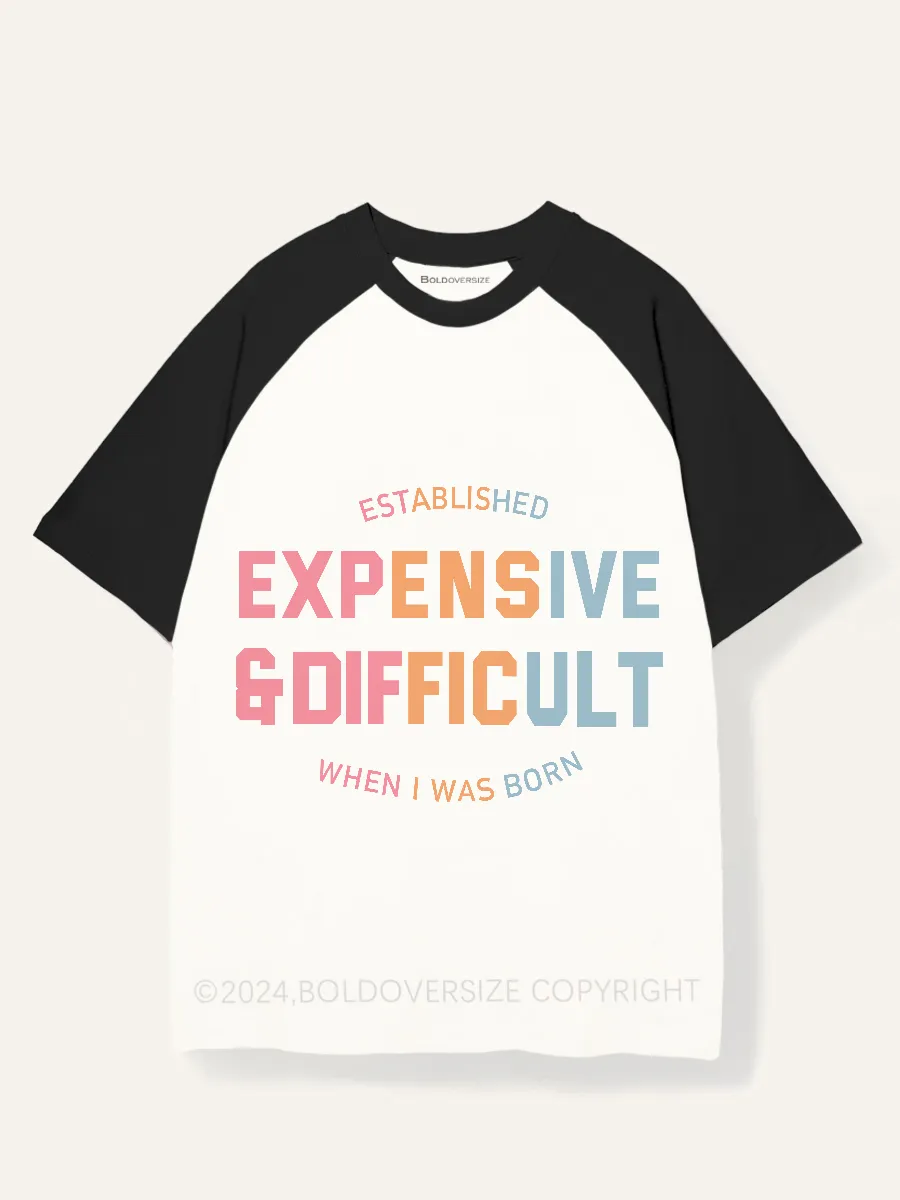 BOLDOVERSIZE
ESTABLISHED
EXPENSIVE
&DIFFICULT
WHEN I WAS BORN
©2024,BOLDOVERSIZE COPYRIGHT